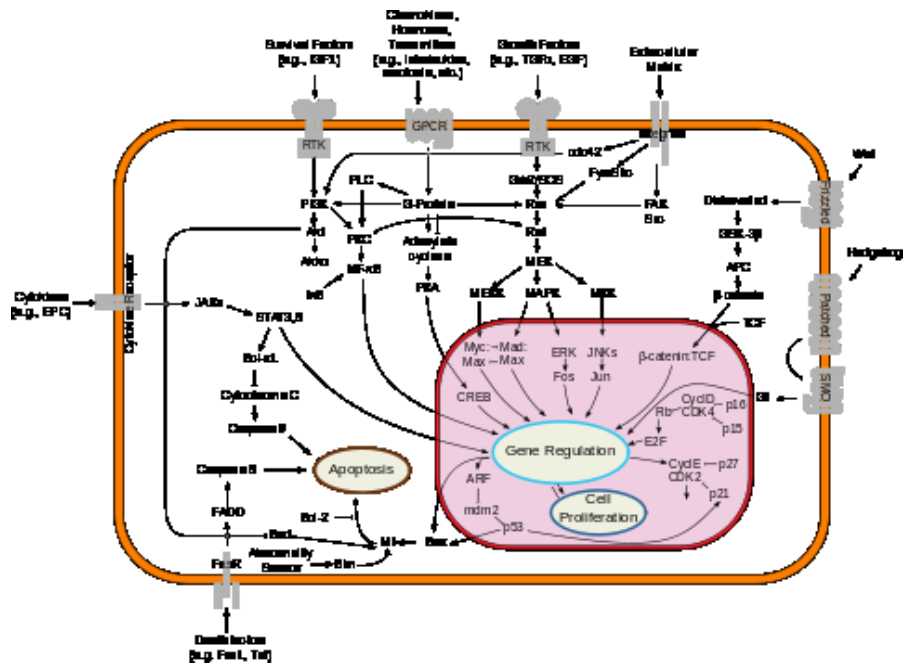 Survival Factors
(e.g., IGF1)
Chemokines,
Hormones,
Transmitters
(e.g., interleukins,
serotonin, etc.)
Growth Factors
(e.g., TGFα, EGF)
Extracellular
Matrix
RTK
GPCR
RTK
Integrin
cdc42
Wnt
PLC
Grb2/SOS
Fyn/Shc
Frizzled
PI3K
G-Protein
Ras
FAK
Src
Dishevelled
Akt
PKC
Adenylate
cyclase
Raf
GSK-3β
Hedgehog
Akkα
NF-κB
MEK
APC
Cytokine Receptor
IκB
PKA
MEKK
MAPK
MKK
β-catenin
Patched
Cytokines
(e.g., EPC)
JAKs
STAT3,5
TCF
Myc:
Mad:
Max
Max
ERK
JNKs
β-catenin:TCF
Bcl-xL
Fos
Jun
SMO
Cytochrome C
CREB
Gli
CycID
p16
Rb
CDK4
p15
Caspase 9
E2F
Gene Regulation
Caspase 8
Apoptosis
ARF
CycIE
p27
CDK2
p21
FADD
Bcl-2
mdm2
Cell
Proliferation
p53
Bad
Mt
Bax
FasR
Abnormality
Sensor
Bim
Death factors
(e.g. FasL, Tnf)